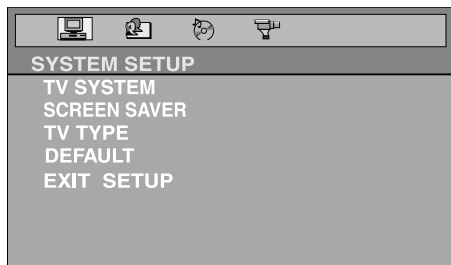 SYSTEM SETUP
TV SYSTEM
SCREEN SAVER
TV TYPE
DEFAULT
EXIT SETUP